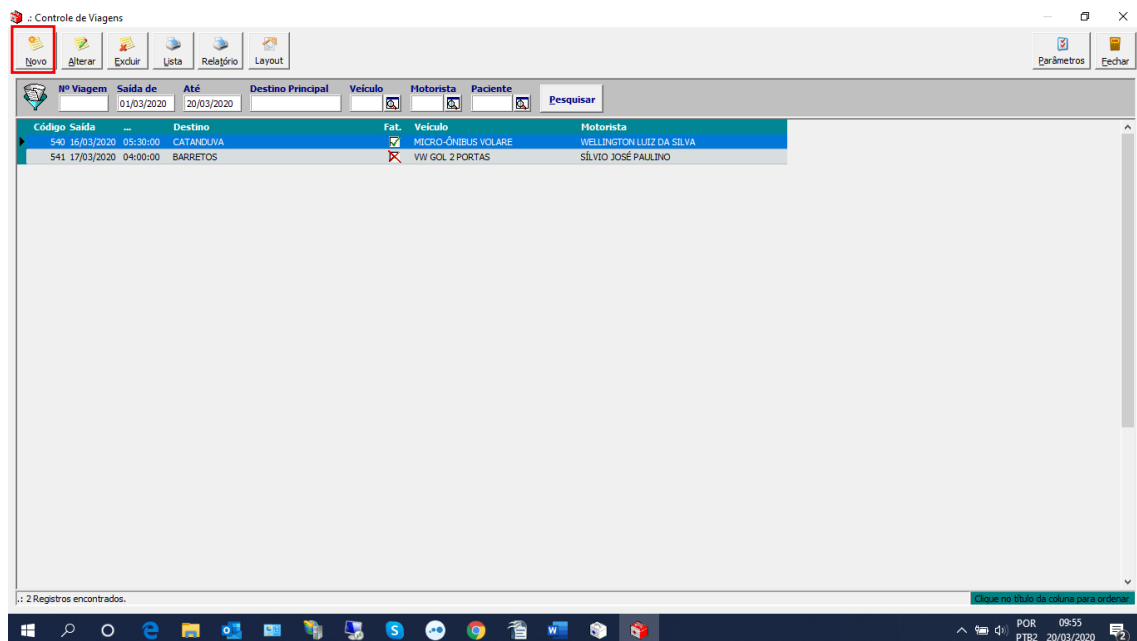 .: Controle de Viagens
Novo Alterar Excluir Lista Relatório Layout Parâmetros Fechar
Nº Viagem Saída de Até Destino Principal Veículo Motorista Paciente
01/03/2020 20/03/2020 Pesquisar
Código Saída ... Destino Fat. Veículo Motorista
540 16/03/2020 05:30:00 CATANDUVA MICRO-ÔNIBUS VOLARE WELLINGTON LUIZ DA SILVA
541 17/03/2020 04:00:00 BARRETOS VW GOL 2 PORTAS SÍLVIO JOSÉ PAULINO
.: 2 Registros encontrados. Clique no título da coluna para ordenar
POR 09:55
PTB2 20/03/2020